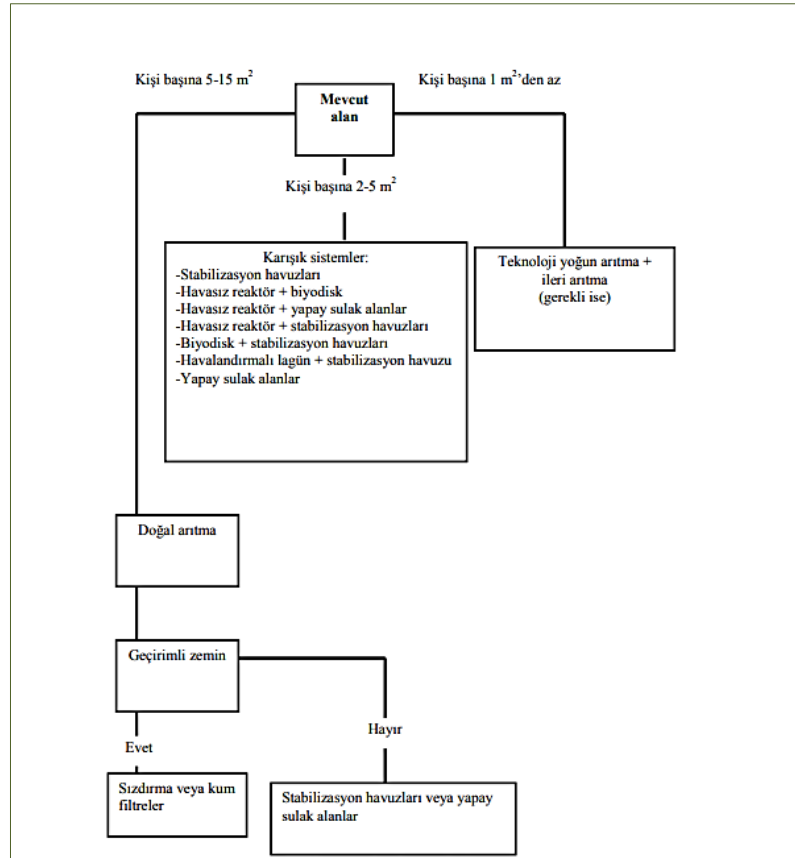 Kişi başına 5-15 m²
Kişi başına 1 m²'den az
Mevcut
alan
Kişi başına 2-5 m²
Karışık sistemler:
-Stabilizasyon havuzları
-Havasız reaktör + biyodisk
-Havasız reaktör + yapay sulak alanlar
-Havasız reaktör + stabilizasyon havuzları
-Biyodisk + stabilizasyon havuzları
-Havalandırmalı lagün + stabilizasyon havuzu
-Yapay sulak alanlar
Teknoloji yoğun arıtma +
ileri arıtma
(gerekli ise)
Doğal arıtma
Geçirimli zemin
Hayır
Evet
Sızdırma veya kum
filtreler
Stabilizasyon havuzları veya yapay
sulak alanlar